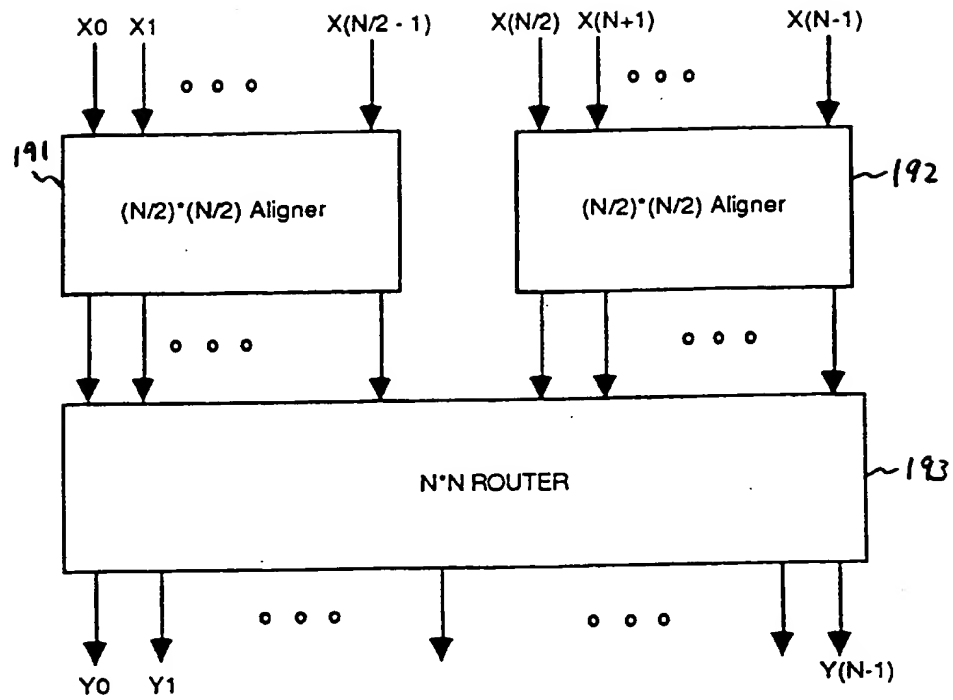 X0 X1 X(N/2 - 1) X(N/2) X(N+1) X(N-1)
191
192
(N/2)*(N/2) Aligner (N/2)*(N/2) Aligner
N*N ROUTER
193
Y0 Y1 Y(N-1)